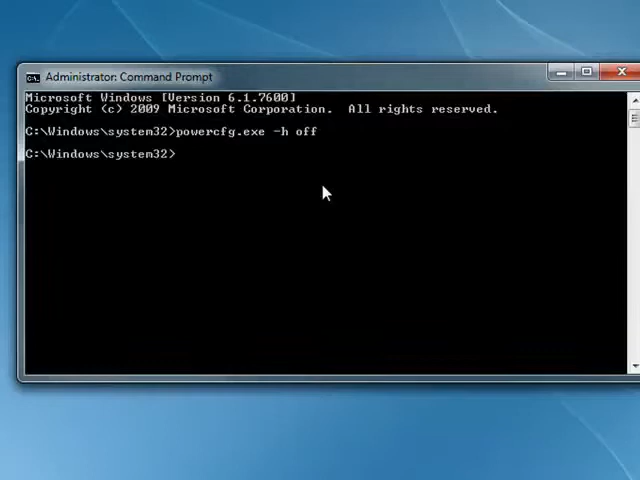 Administrator: Command Prompt
Microsoft Windows [Version 6.1.7600]
Copyright (c) 2009 Microsoft Corporation.  All rights reserved.
C:\Windows\system32>powercfg.exe -h off
C:\Windows\system32>